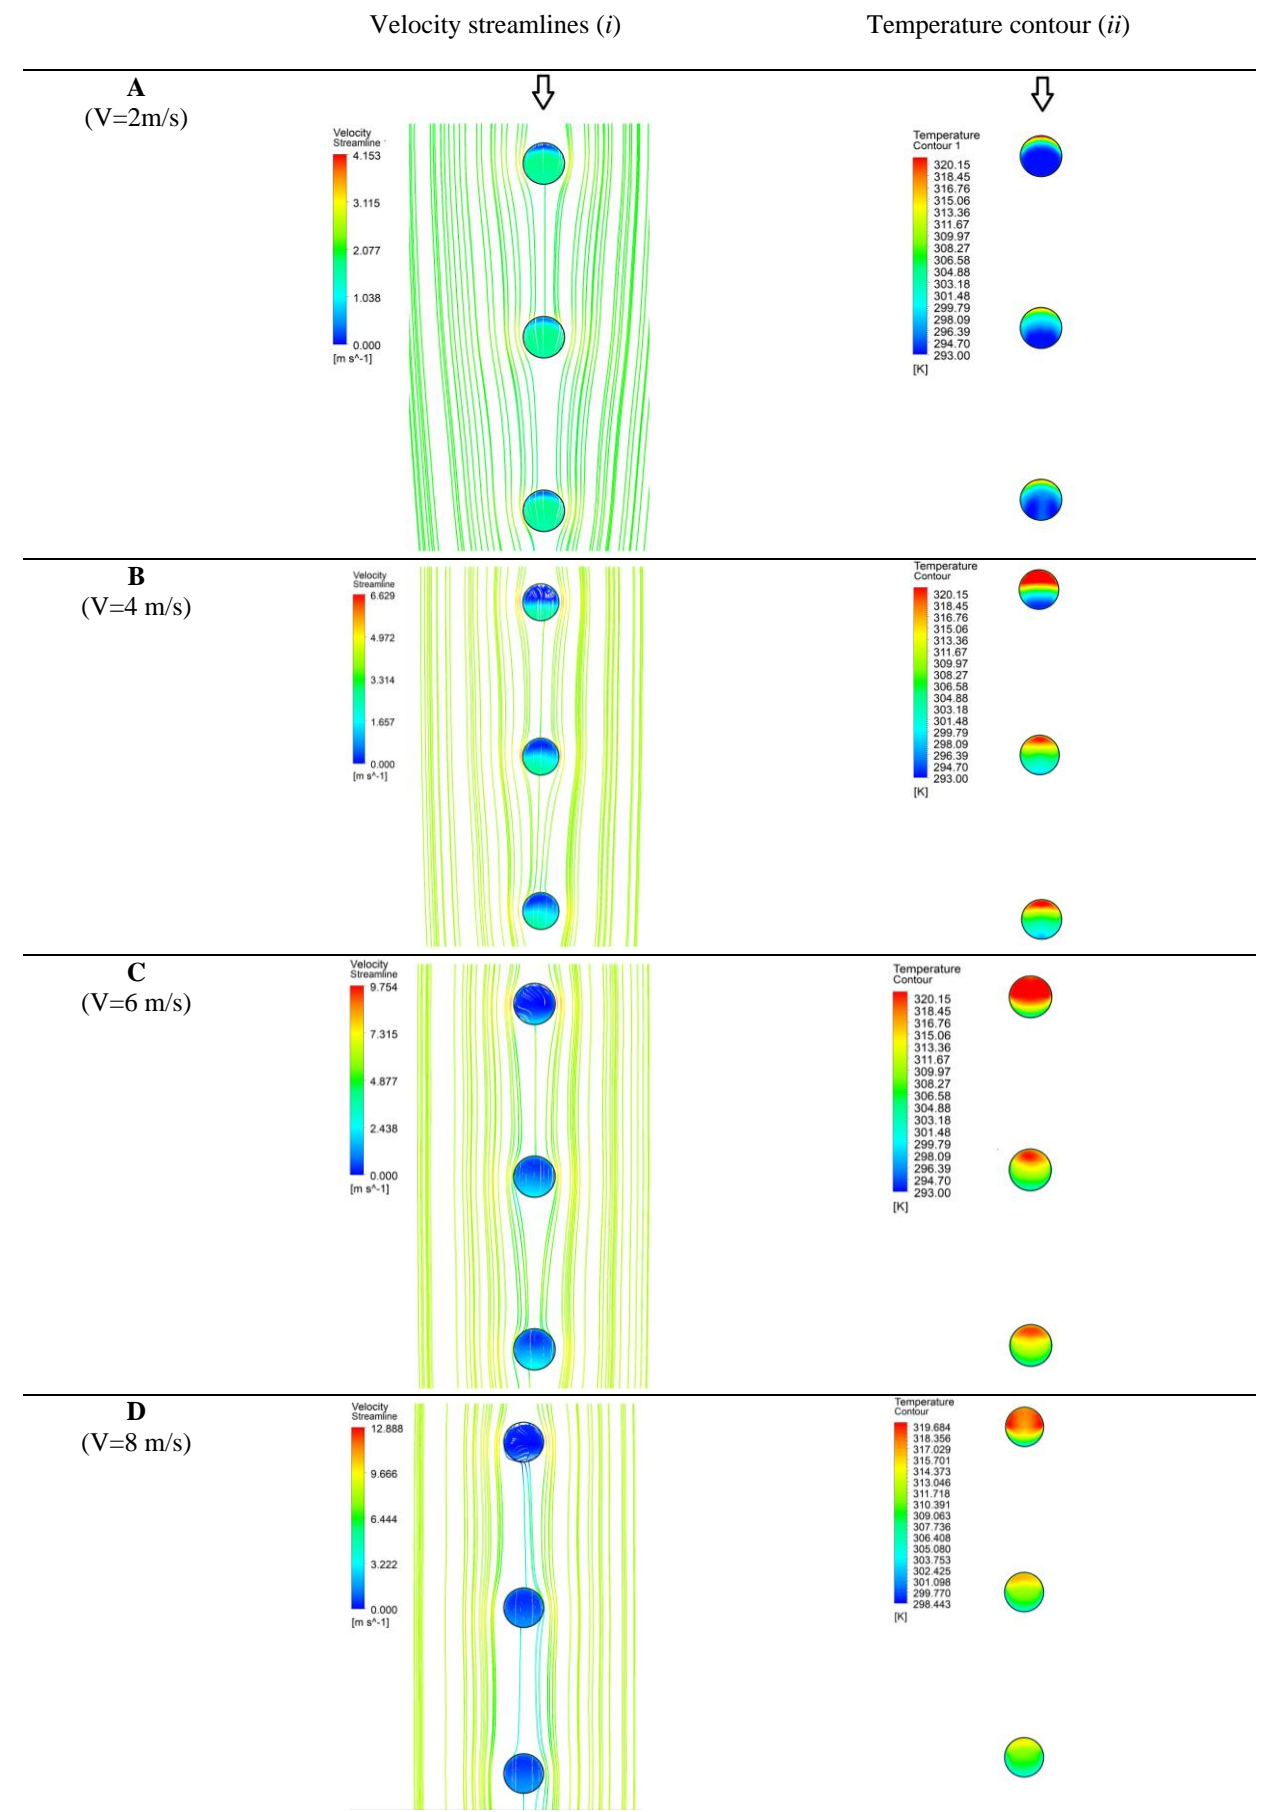 Velocity streamlines (i)
Temperature contour (ii)
A
(V=2m/s)
Velocity
Streamline
4.153
3.115
2.077
1.038
0.000
[m s^-1]
Temperature
Contour 1
320.15
318.45
316.76
315.06
313.36
311.67
309.97
308.27
306.58
304.88
303.18
301.48
299.79
298.09
296.39
294.70
293.00
[K]
B
(V=4 m/s)
Velocity
Streamline
6.629
4.972
3.314
1.657
0.000
[m s^-1]
Temperature
Contour
320.15
318.45
316.76
315.06
313.36
311.67
309.97
308.27
306.58
304.88
303.18
301.48
299.79
298.09
296.39
294.70
293.00
[K]
C
(V=6 m/s)
Velocity
Streamline
9.754
7.315
4.877
2.438
0.000
[m s^-1]
Temperature
Contour
320.15
318.45
316.76
315.06
313.36
311.67
309.97
308.27
306.58
304.88
303.18
301.48
299.79
298.09
296.39
294.70
293.00
[K]
D
(V=8 m/s)
Velocity
Streamline
12.888
9.666
6.444
3.222
0.000
[m s^-1]
Temperature
Contour
319.684
318.356
317.029
315.701
314.373
313.046
311.718
310.391
309.063
307.736
306.408
305.080
303.753
302.425
301.098
299.770
298.443
[K]